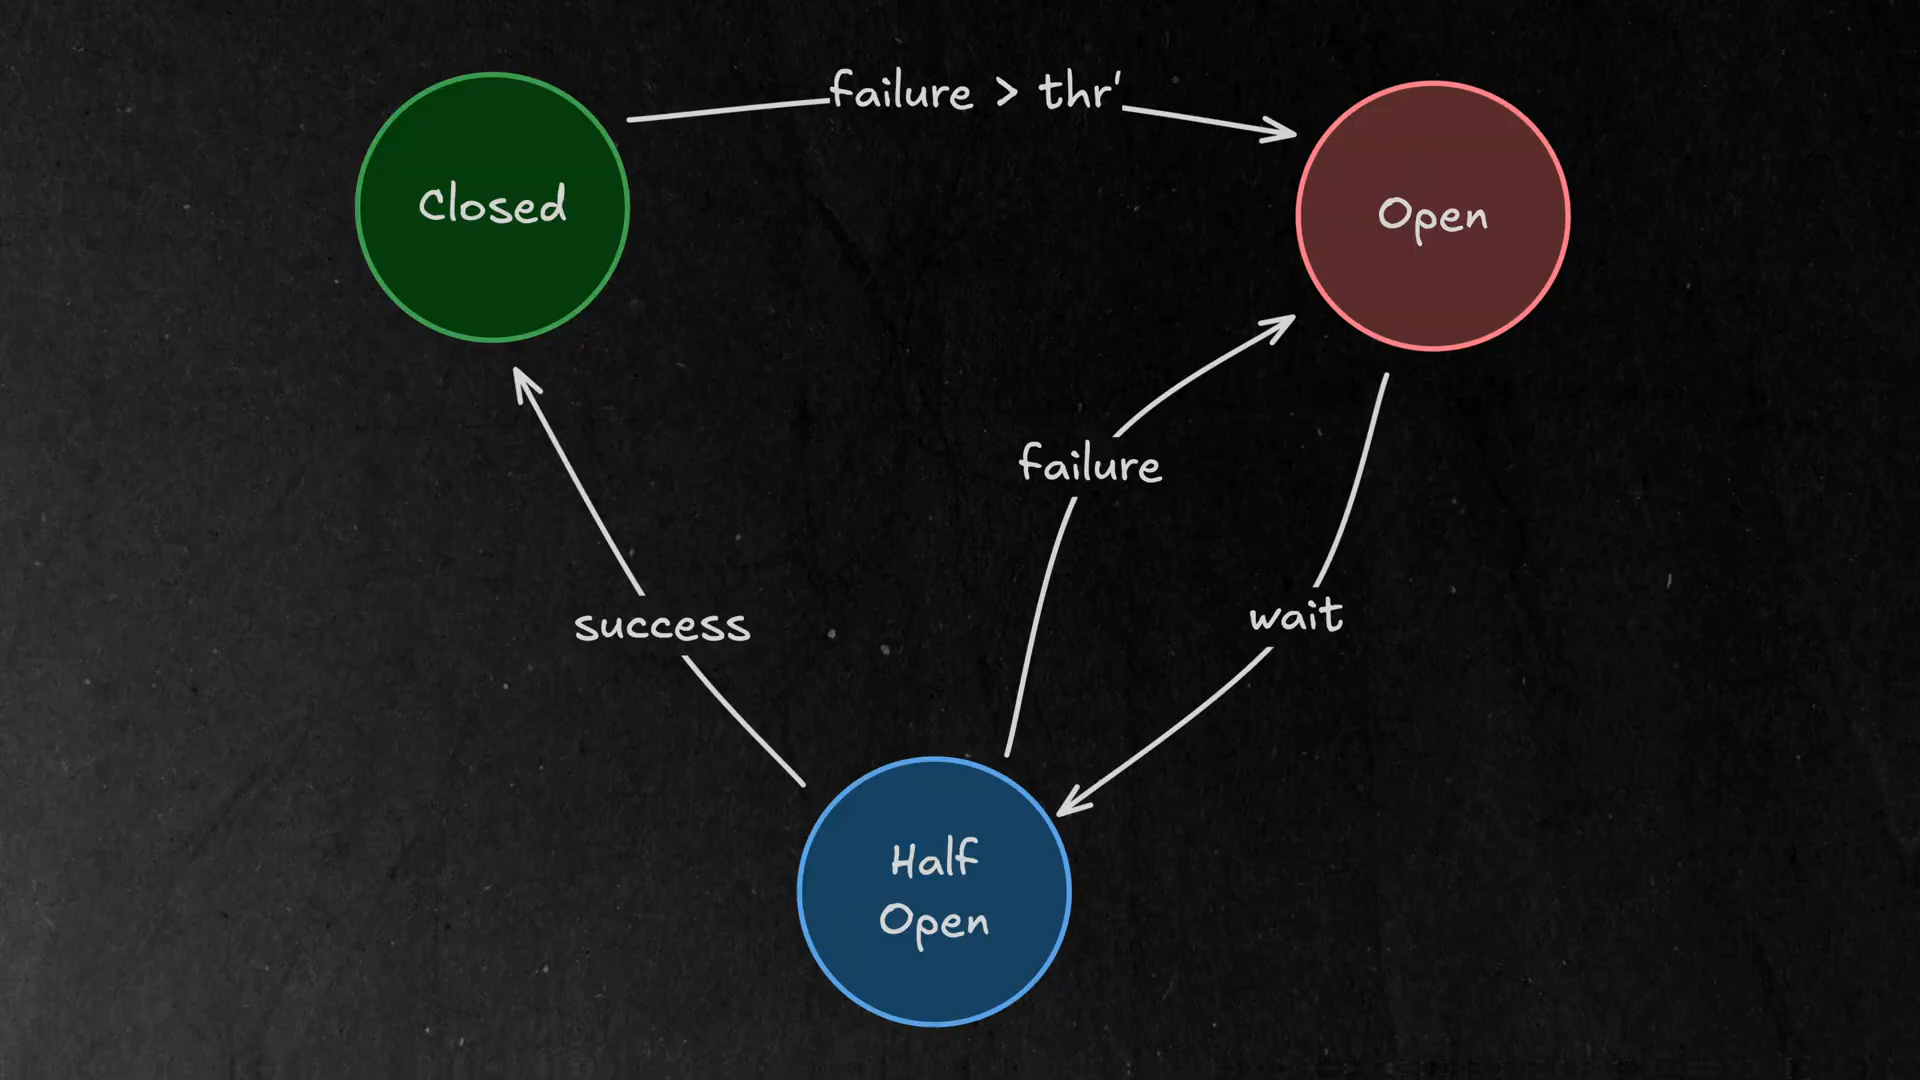 failure > thr'
Closed
Open
failure
wait
success
Half
Open